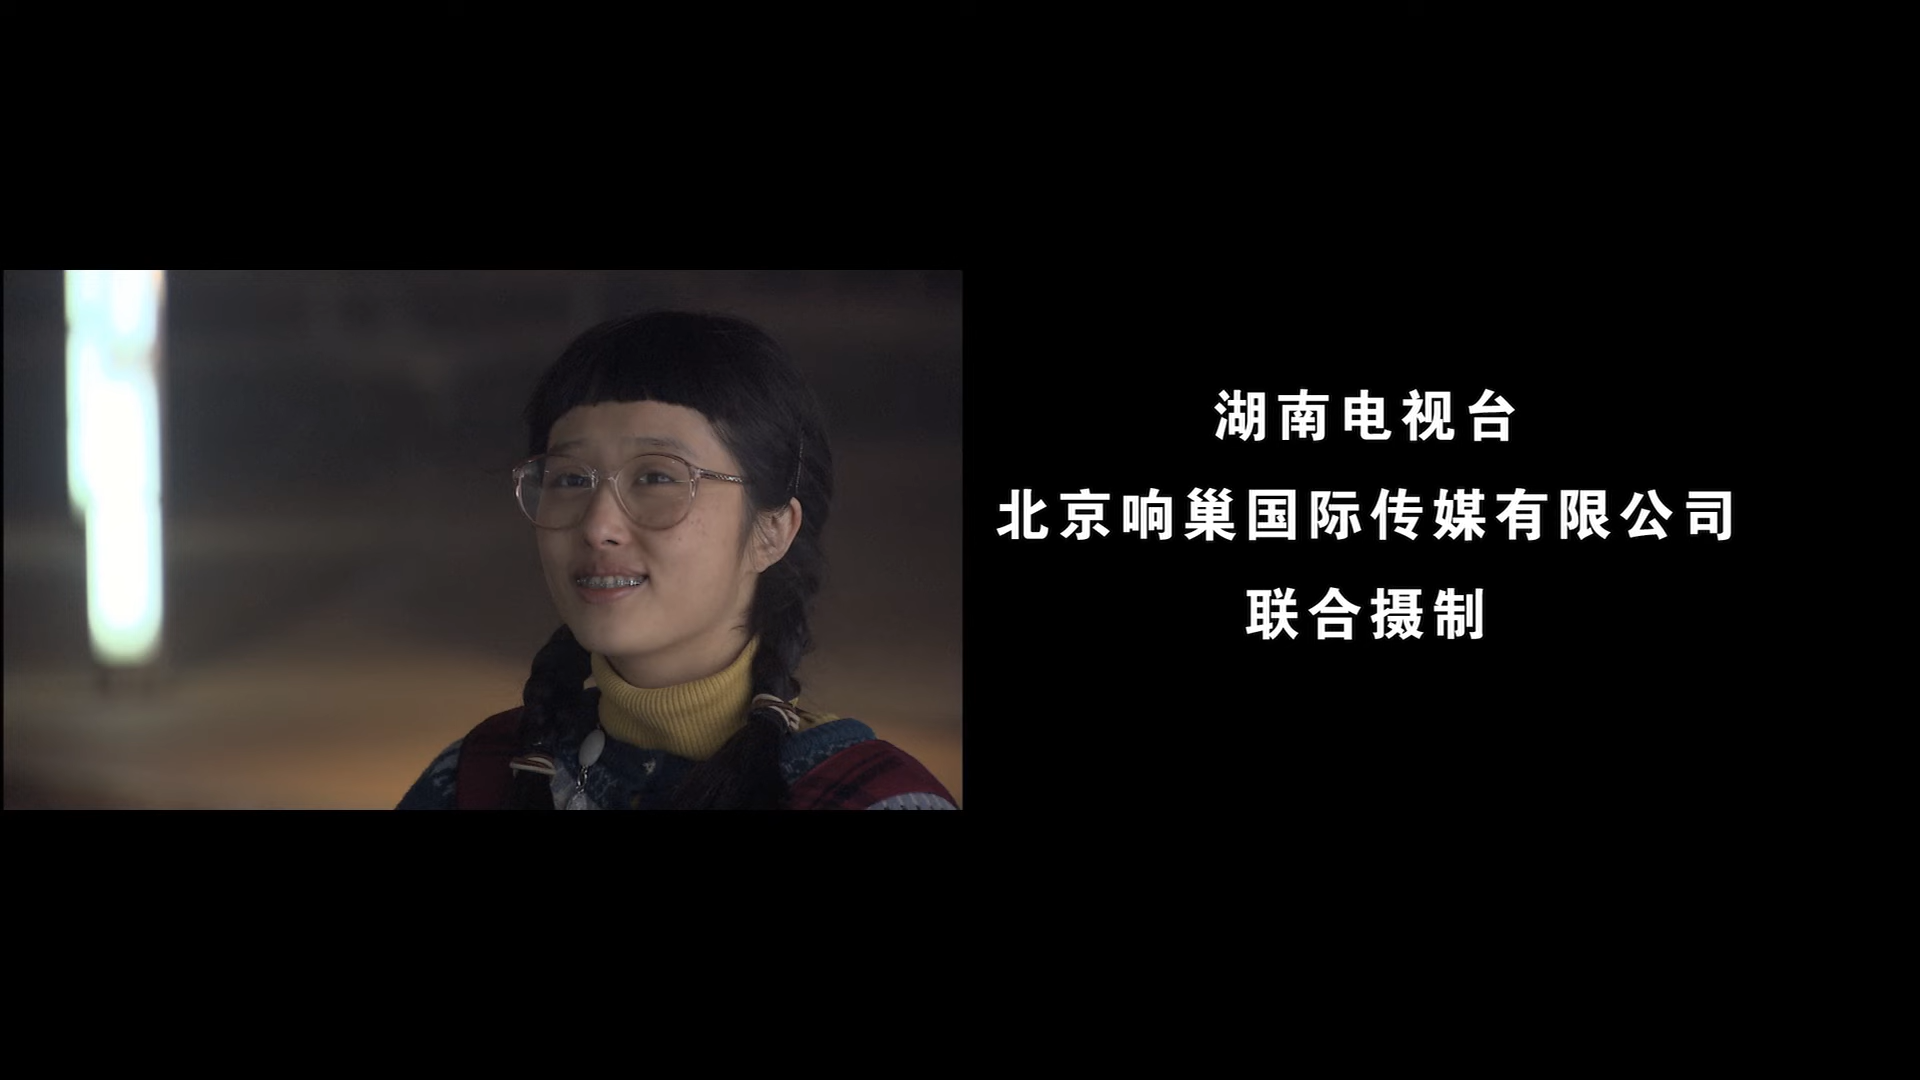 湖南电视台
北京响巢国际传媒有限公司
联合摄制